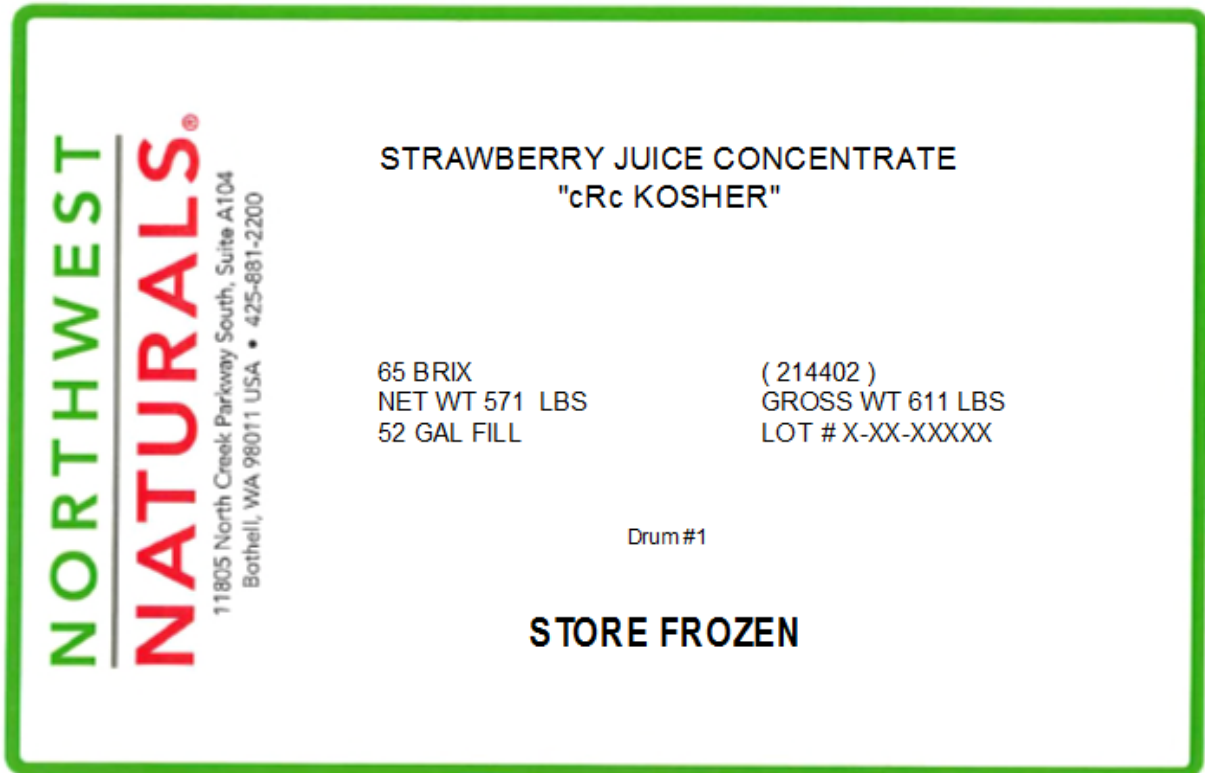 NORTHWEST
NATURALS®
11805 North Creek Parkway South, Suite A104
Bothell, WA 98011 USA • 425-881-2200
STRAWBERRY JUICE CONCENTRATE
"cRc KOSHER"
65 BRIX
NET WT 571 LBS
52 GAL FILL
( 214402 )
GROSS WT 611 LBS
LOT # X-XX-XXXXX
Drum #1
STORE FROZEN